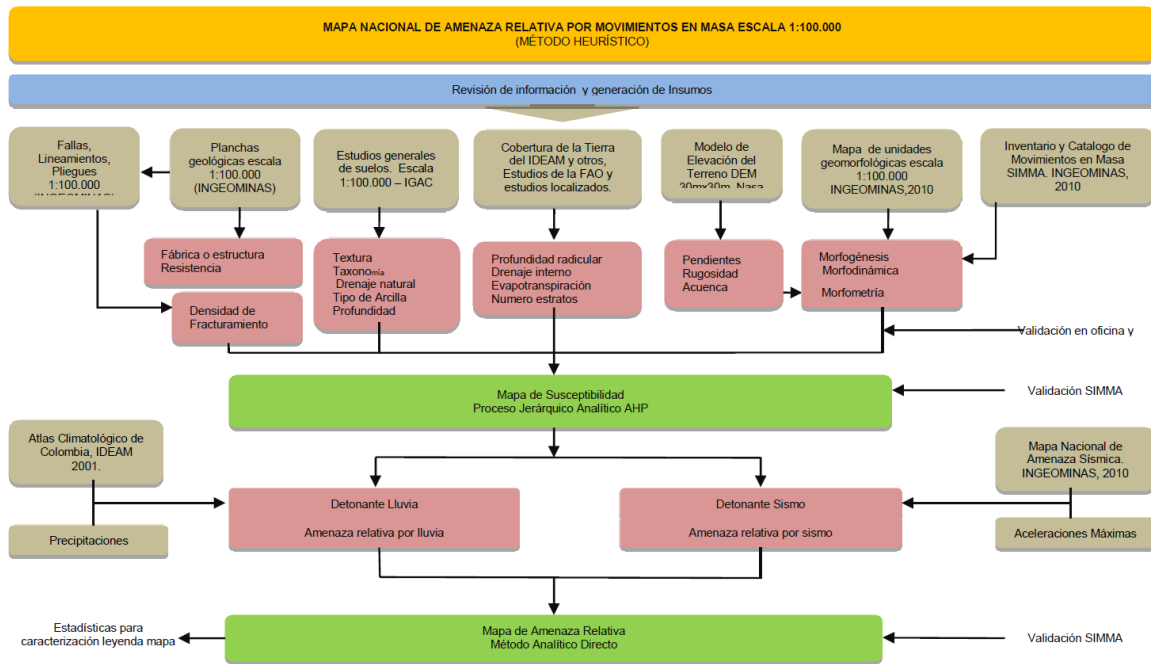 MAPA NACIONAL DE AMENAZA RELATIVA POR MOVIMIENTOS EN MASA ESCALA 1:100.000
(MÉTODO HEURÍSTICO)
Revisión de información y generación de Insumos
Fallas,
Lineamientos,
Pliegues
1:100.000
(INGEOMINAS)
Planchas
geológicas escala
1:100.000
(INGEOMINAS)
Estudios generales
de suelos. Escala
1:100.000 – IGAC
Cobertura de la Tierra
del IDEAM y otros,
Estudios de la FAO y
estudios localizados.
Modelo de
Elevación del
Terreno DEM
30mx30m. Nasa
Mapa de unidades
geomorfológicas escala
1:100.000
INGEOMINAS,2010
Inventario y Catalogo de
Movimientos en Masa
SIMMA. INGEOMINAS,
2010
Fábrica o estructura
Resistencia
Densidad de
Fracturamiento
Textura
Taxonomía
Drenaje natural
Tipo de Arcilla
Profundidad
Profundidad radicular
Drenaje interno
Evapotranspiración
Numero estratos
Pendientes
Rugosidad
Acuenca
Morfogénesis
Morfodinámica
Morfometría
Validación en oficina y
Mapa de Susceptibilidad
Proceso Jerárquico Analítico AHP
Validación SIMMA
Atlas Climatológico de
Colombia, IDEAM
2001.
Precipitaciones
Detonante Lluvia
Amenaza relativa por lluvia
Detonante Sismo
Amenaza relativa por sismo
Mapa Nacional de
Amenaza Sísmica.
INGEOMINAS, 2010
Aceleraciones Máximas
Estadísticas para
caracterización leyenda mapa
Mapa de Amenaza Relativa
Método Analítico Directo
Validación SIMMA